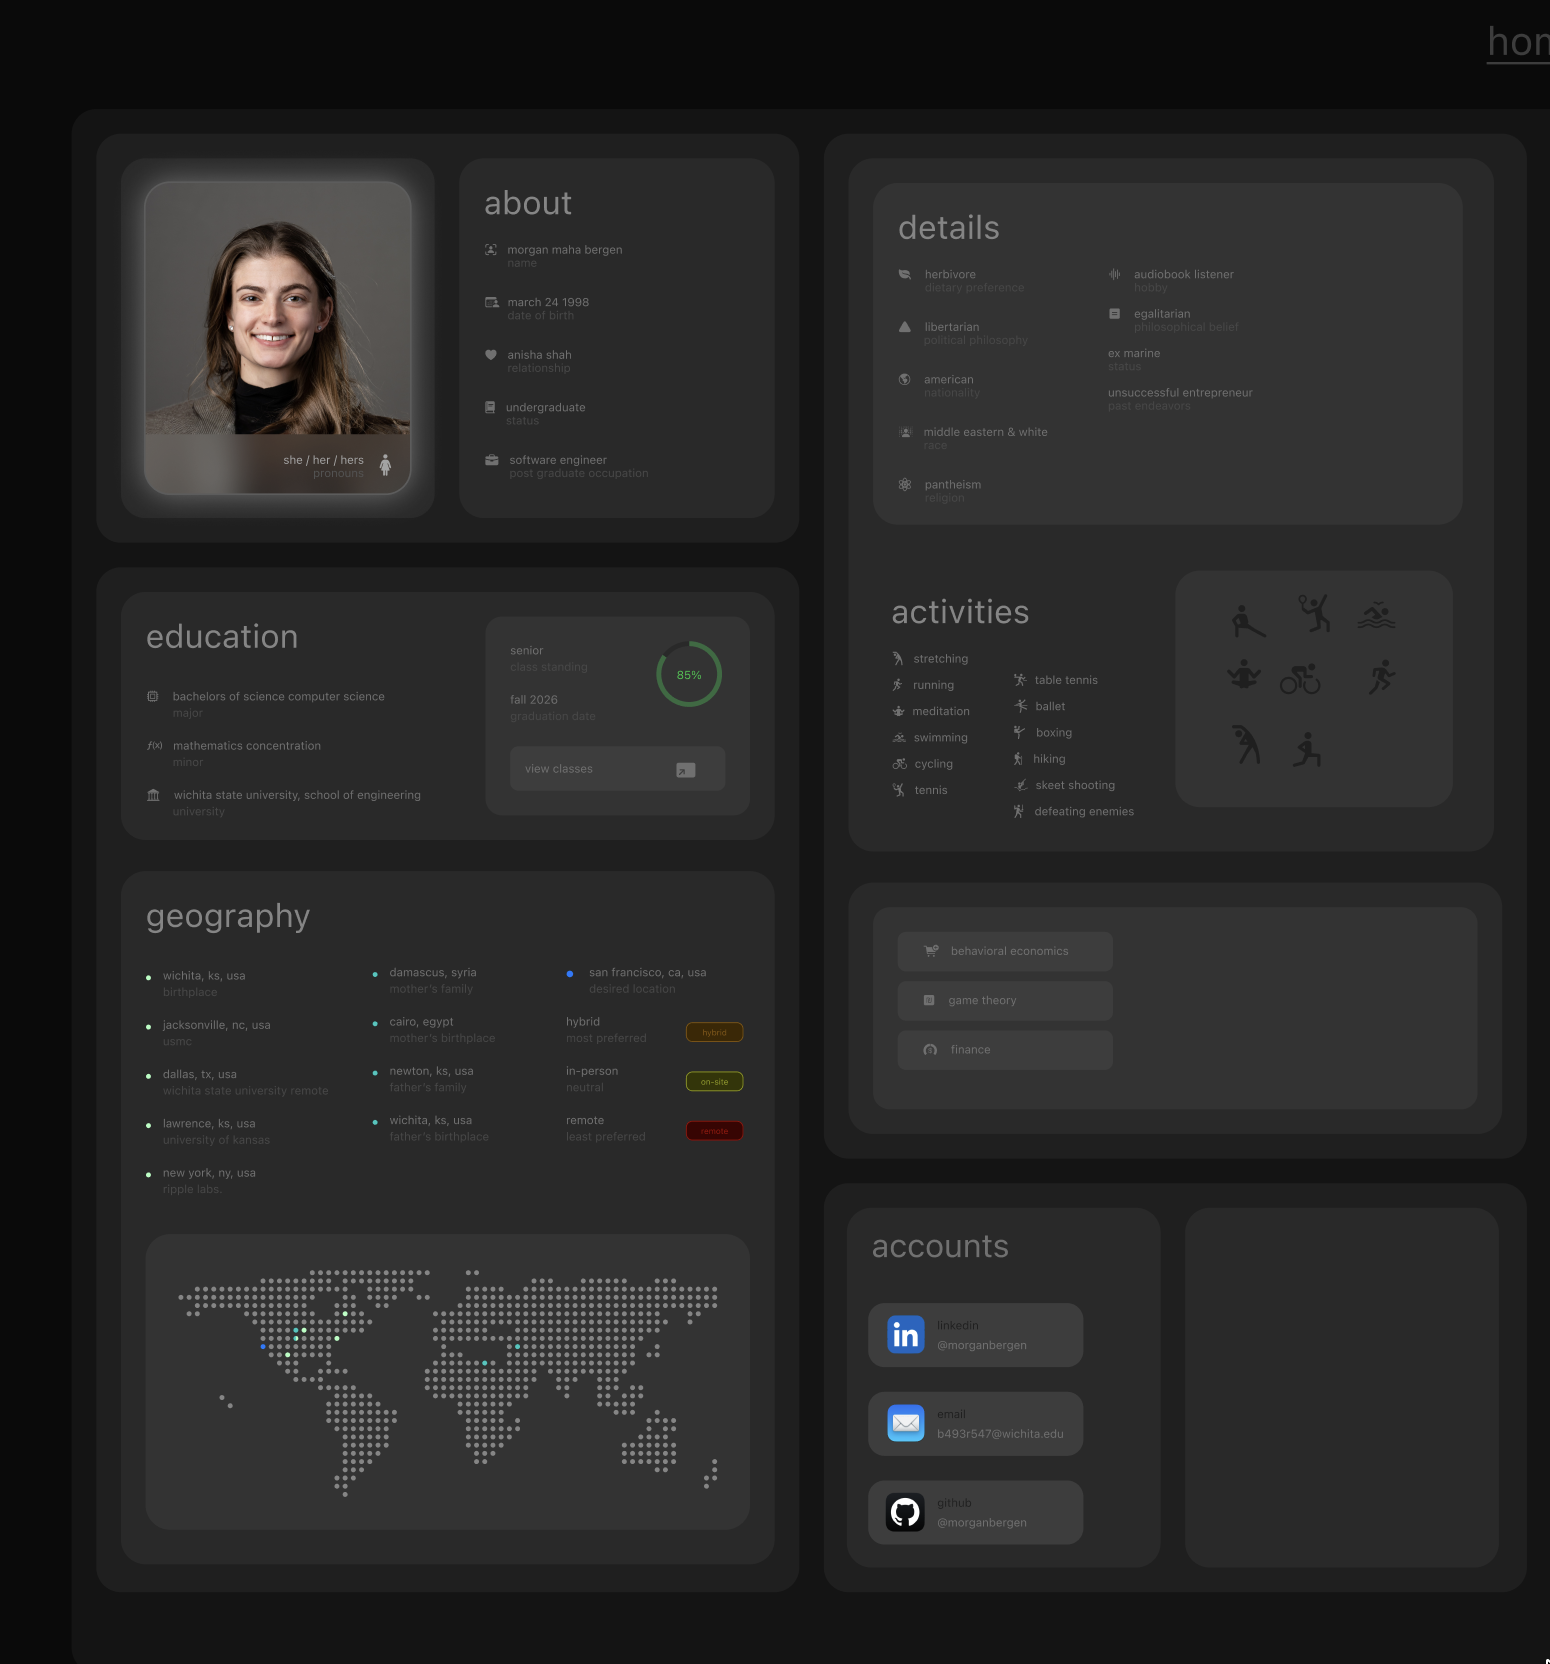 hom
she / her / hers
pronouns
about
morgan maha bergen
name
march 24 1998
date of birth
anisha shah
relationship
undergraduate
status
software engineer
post graduate occupation
education
bachelors of science computer science
major
mathematics concentration
minor
wichita state university, school of engineering
university
senior
class standing
fall 2026
graduation date
85%
view classes
geography
wichita, ks, usa
birthplace
jacksonville, nc, usa
usmc
dallas, tx, usa
wichita state university remote
lawrence, ks, usa
university of kansas
new york, ny, usa
ripple labs.
damascus, syria
mother's family
cairo, egypt
mother's birthplace
newton, ks, usa
father's family
wichita, ks, usa
father's birthplace
san francisco, ca, usa
desired location
hybrid
most preferred
hybrid
in-person
neutral
on-site
remote
least preferred
remote
details
herbivore
dietary preference
libertarian
political philosophy
american
nationality
middle eastern & white
race
pantheism
religion
audiobook listener
hobby
egalitarian
philosophical belief
ex marine
status
unsuccessful entrepreneur
past endeavors
activities
stretching
running
meditation
swimming
cycling
tennis
table tennis
ballet
boxing
hiking
skeet shooting
defeating enemies
behavioral economics
game theory
finance
accounts
in
linkedin
@morganbergen
email
b493r547@wichita.edu
github
@morganbergen